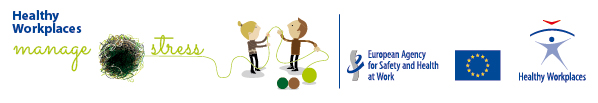 Healthy
Workplaces
manage stress
European Agency
for Safety and Health
at Work
Healthy Workplaces